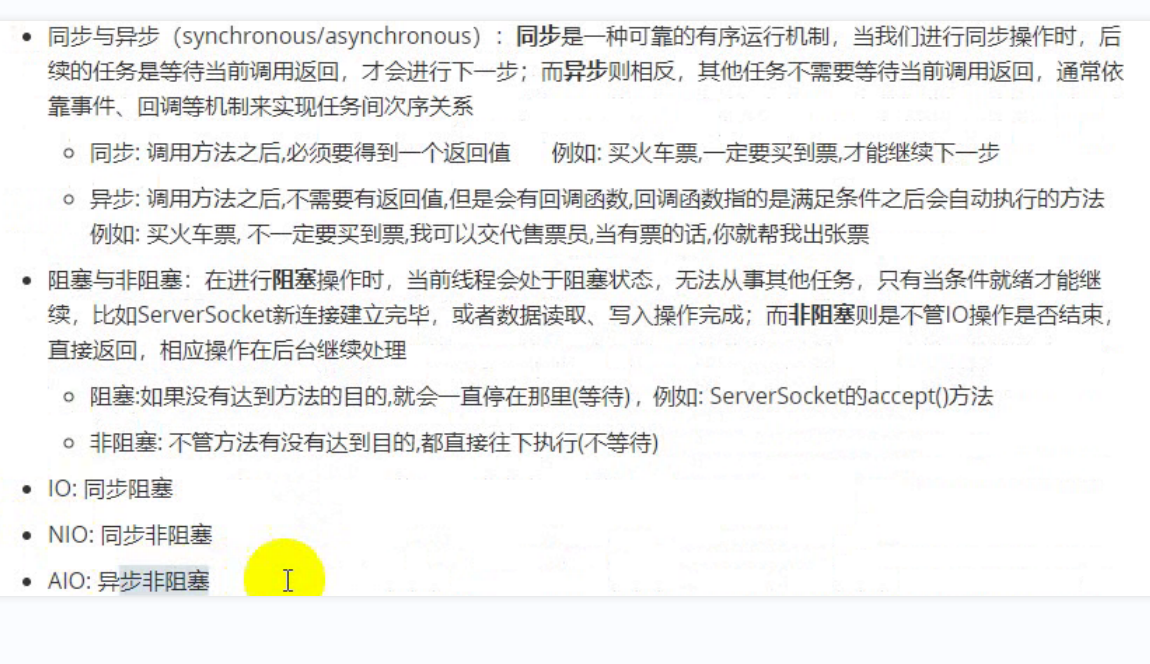 • 同步与异步（synchronous/asynchronous）：同步是一种可靠的有序运行机制，当我们进行同步操作时，后
续的任务是等待当前调用返回，才会进行下一步；而异步则相反，其他任务不需要等待当前调用返回，通常依
靠事件、回调等机制来实现任务间次序关系
○ 同步: 调用方法之后,必须要得到一个返回值 例如: 买火车票,一定要买到票,才能继续下一步
○ 异步: 调用方法之后,不需要有返回值,但是会有回调函数,回调函数指的是满足条件之后会自动执行的方法
例如: 买火车票, 不一定要买到票,我可以交代售票员,当有票的话,你就帮我出张票
• 阻塞与非阻塞：在进行阻塞操作时，当前线程会处于阻塞状态，无法从事其他任务，只有当条件就绪才能继
续，比如ServerSocket新连接建立完毕，或者数据读取、写入操作完成；而非阻塞则是不管IO操作是否结束，
直接返回，相应操作在后台继续处理
○ 阻塞:如果没有达到方法的目的,就会一直停在那里(等待) ，例如: ServerSocket的accept()方法
○ 非阻塞: 不管方法有没有达到目的,都直接往下执行(不等待)
• IO: 同步阻塞
• NIO: 同步非阻塞
• AIO: 异步非阻塞